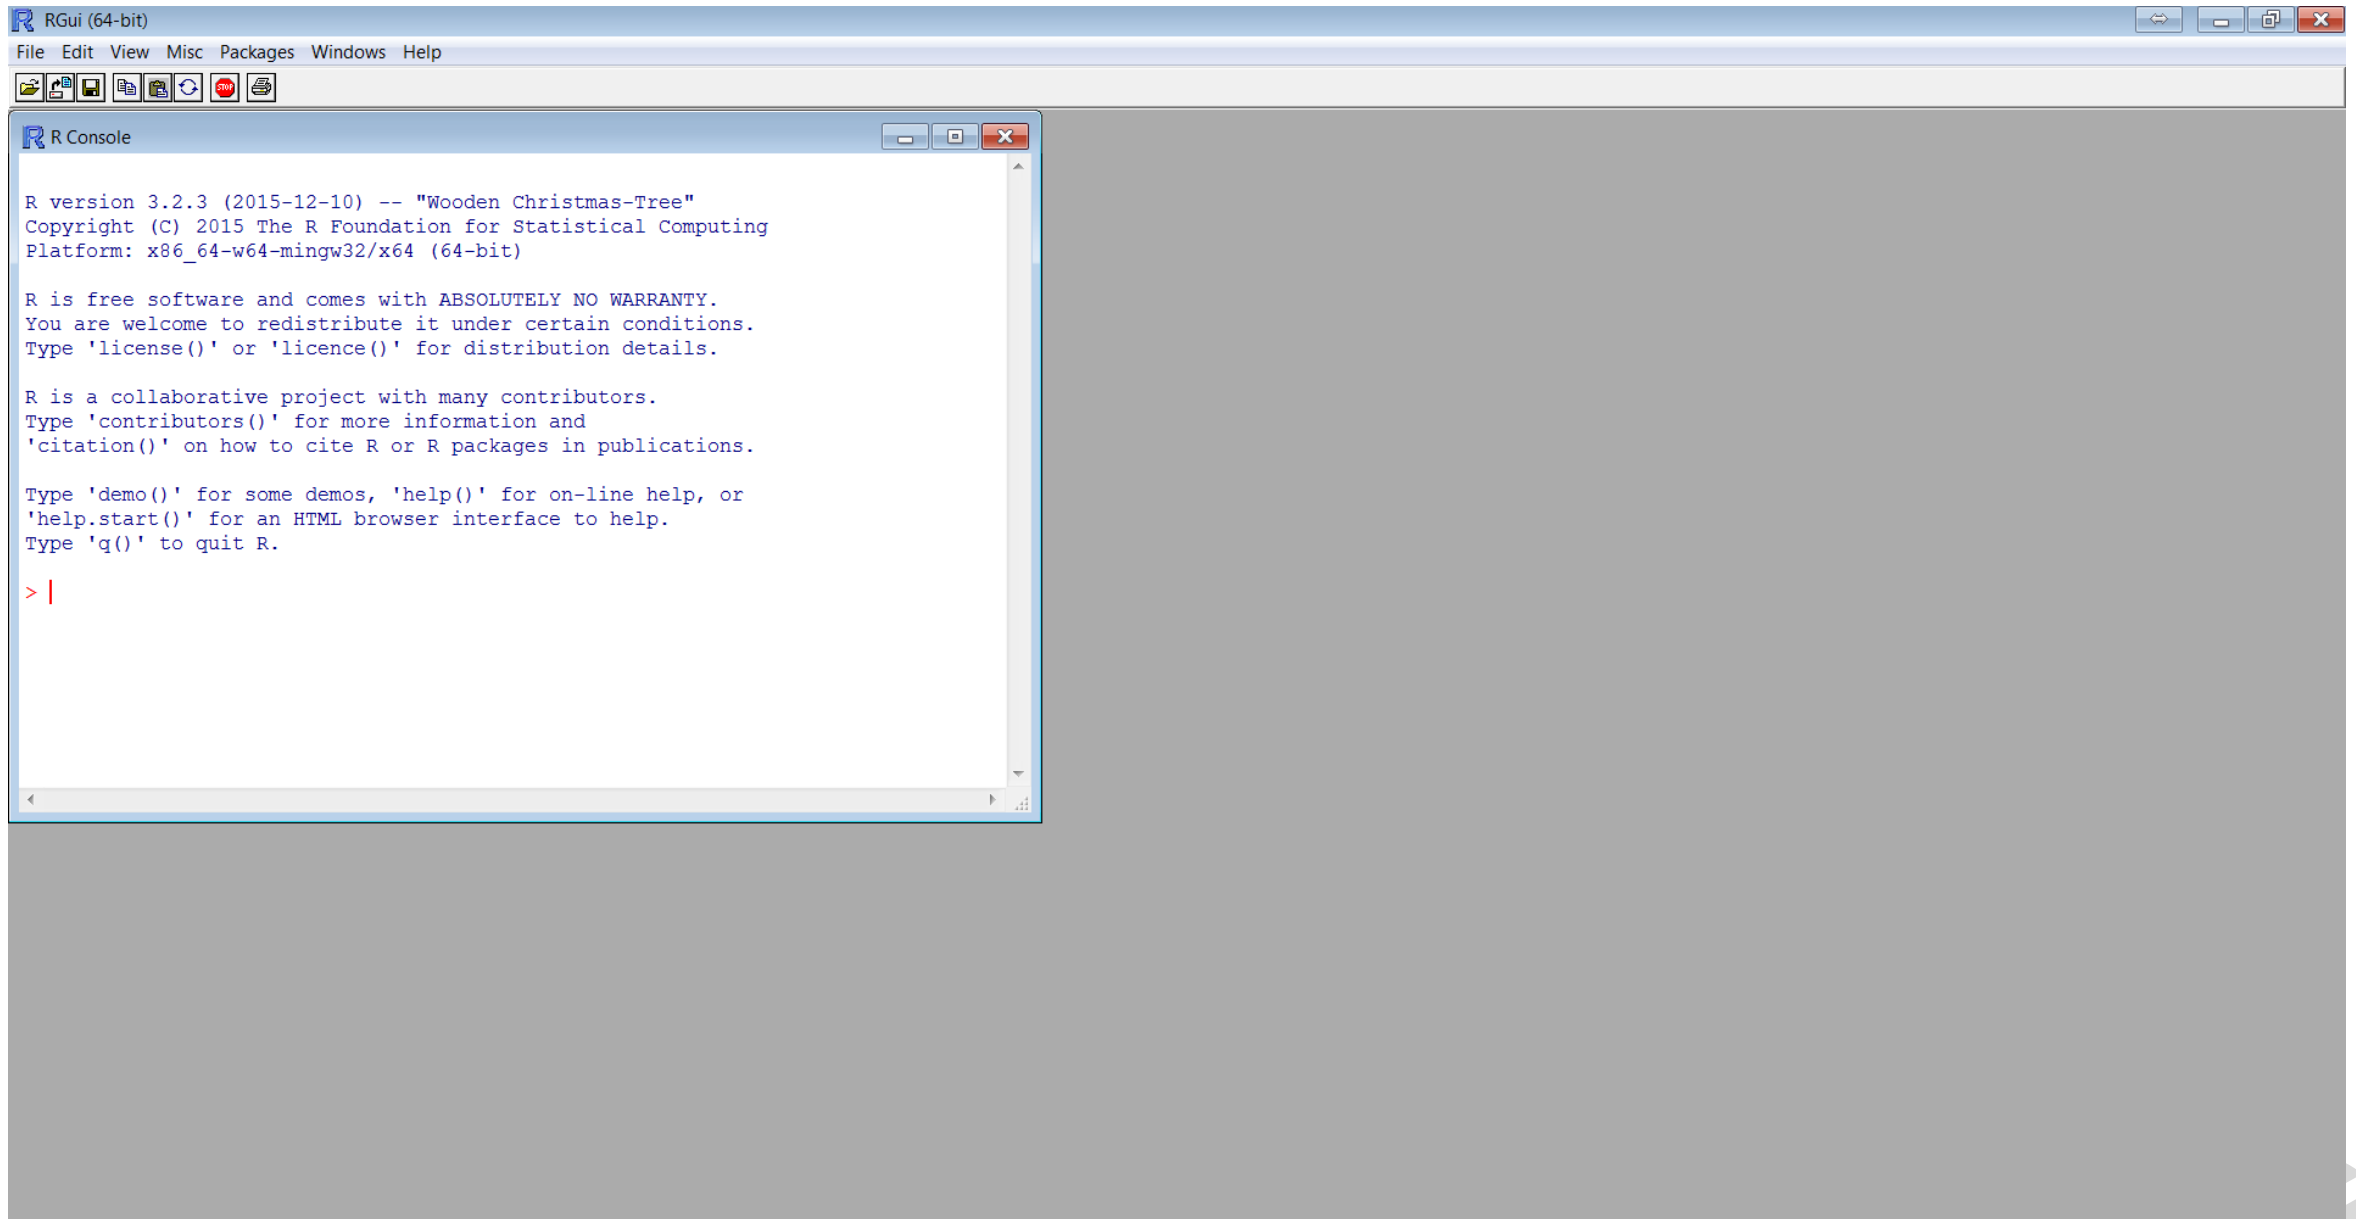 RGui (64-bit)
File Edit View Misc Packages Windows Help
STOP
R Console
R version 3.2.3 (2015-12-10) -- "Wooden Christmas-Tree"
Copyright (C) 2015 The R Foundation for Statistical Computing
Platform: x86_64-w64-mingw32/x64 (64-bit)
R is free software and comes with ABSOLUTELY NO WARRANTY.
You are welcome to redistribute it under certain conditions.
Type 'license()' or 'licence()' for distribution details.
R is a collaborative project with many contributors.
Type 'contributors()' for more information and
'citation()' on how to cite R or R packages in publications.
Type 'demo()' for some demos, 'help()' for on-line help, or
'help.start()' for an HTML browser interface to help.
Type 'q()' to quit R.
>